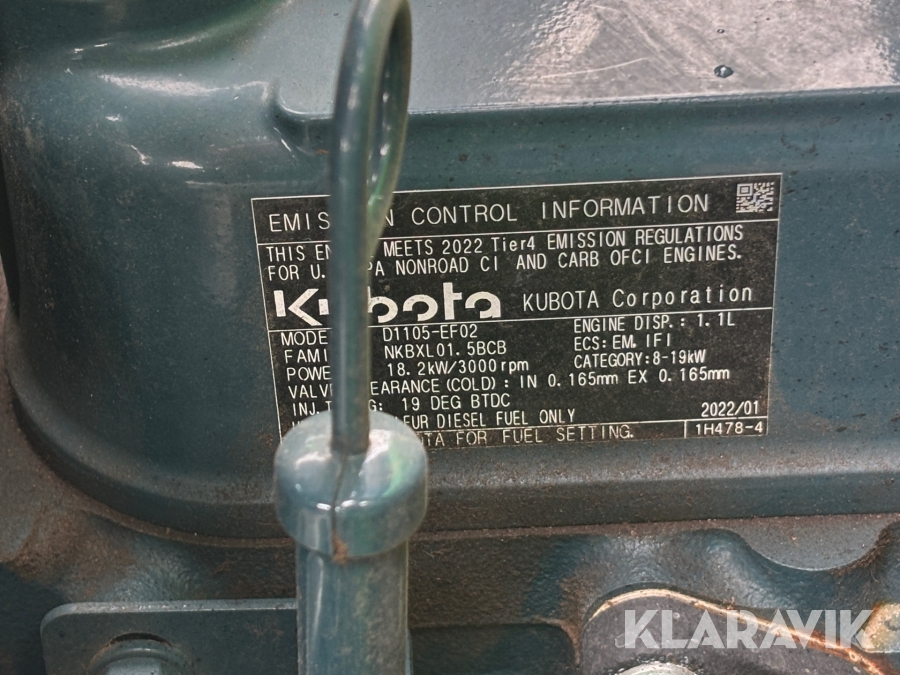 EMIS N CONTROL INFORMATION
THIS EN MEETS 2022 Tier4 EMISSION REGULATIONS
FOR U. PA NONROAD CI AND CARB OFCI ENGINES.
Kubota KUBOTA Corporation
MODE D1105-EF02 ENGINE DISP.: 1.1L
FAMI NKBXL01.5BCB ECS: EM, IFI
POWE 18.2kW/3000rpm CATEGORY: 8-19kW
VALV EARANCE (COLD) : IN 0.165mm EX 0.165mm
INJ. T G: 19 DEG BTDC
FUR DIESEL FUEL ONLY 2022/01
TA FOR FUEL SETTING. 1H478-4
KLARAVIK